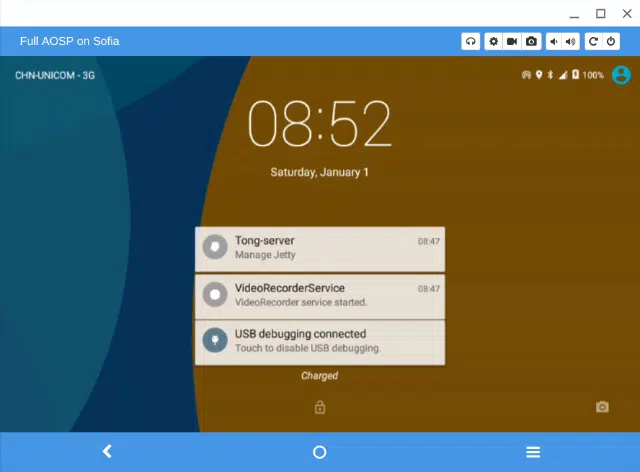 Full AOSP on Sofia
CHN-UNICOM - 3G
100%
08:52
Saturday, January 1
Tong-server
08:47
Manage Jetty
VideoRecorderService
08:47
VideoRecorder service started.
USB debugging connected
Touch to disable USB debugging.
Charged